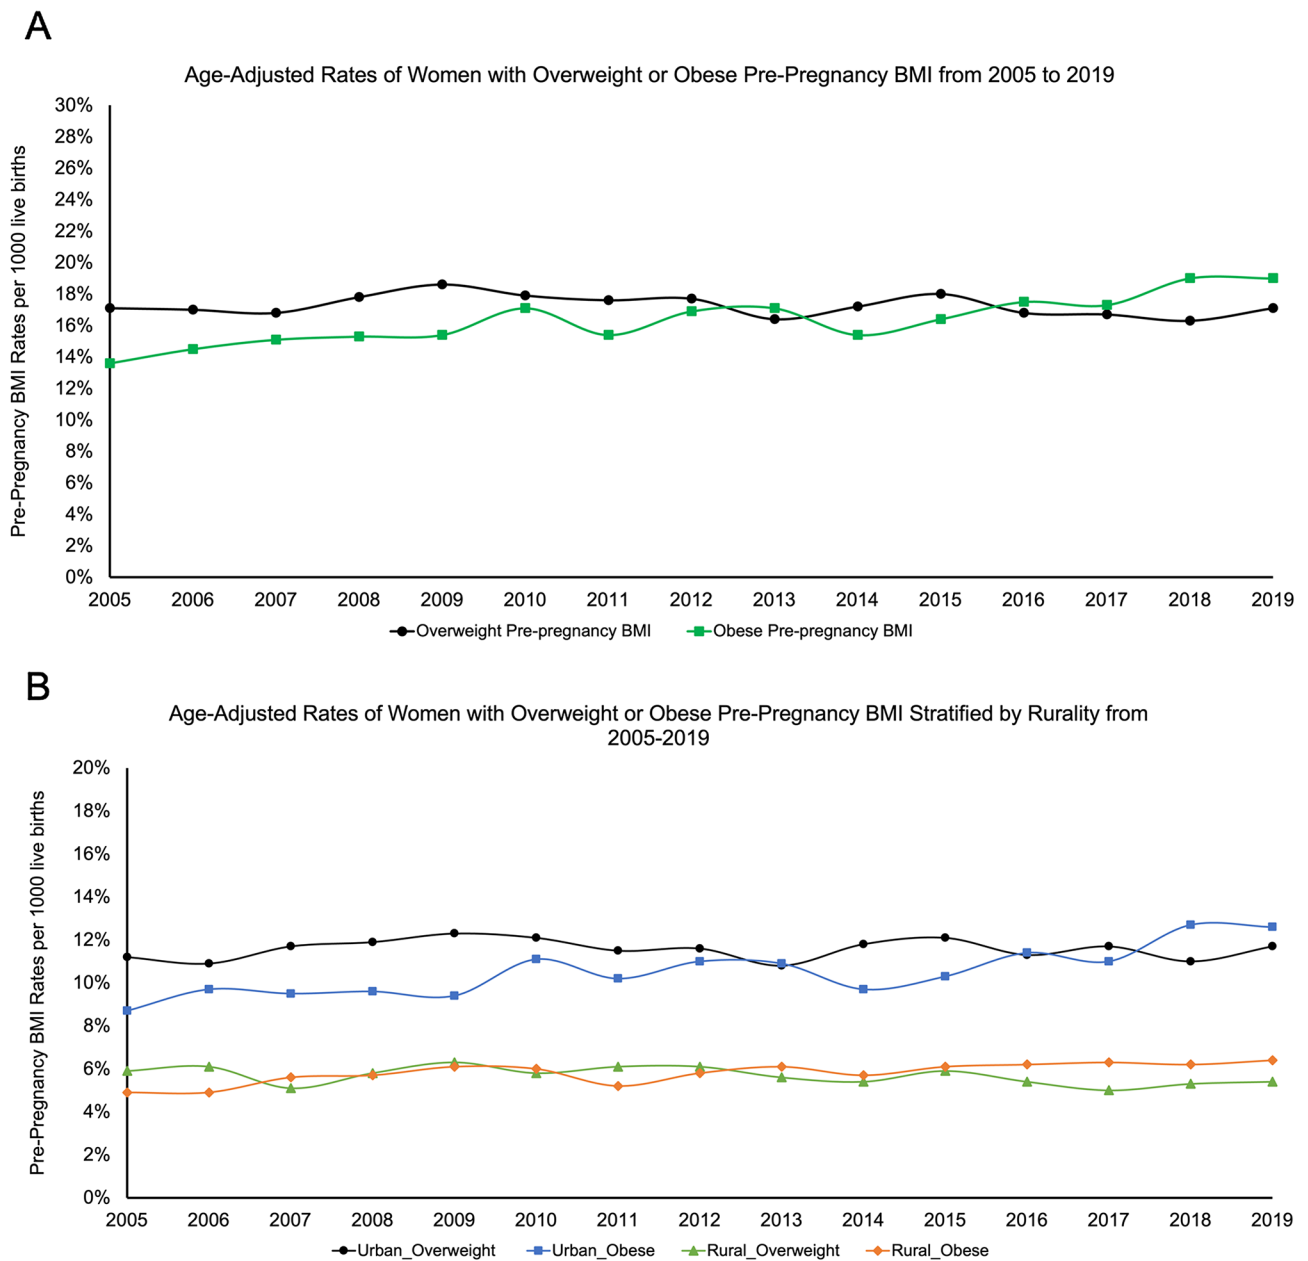 A
Age-Adjusted Rates of Women with Overweight or Obese Pre-Pregnancy BMI from 2005 to 2019
Pre-Pregnancy BMI Rates per 1000 live births
30%
28%
26%
24%
22%
20%
18%
16%
14%
12%
10%
8%
6%
4%
2%
0%
2005 2006 2007 2008 2009 2010 2011 2012 2013 2014 2015 2016 2017 2018 2019
Overweight Pre-pregnancy BMI Obese Pre-pregnancy BMI
B
Age-Adjusted Rates of Women with Overweight or Obese Pre-Pregnancy BMI Stratified by Rurality from
2005-2019
Pre-Pregnancy BMI Rates per 1000 live births
20%
18%
16%
14%
12%
10%
8%
6%
4%
2%
0%
2005 2006 2007 2008 2009 2010 2011 2012 2013 2014 2015 2016 2017 2018 2019
Urban_Overweight Urban_Obese Rural_Overweight Rural_Obese